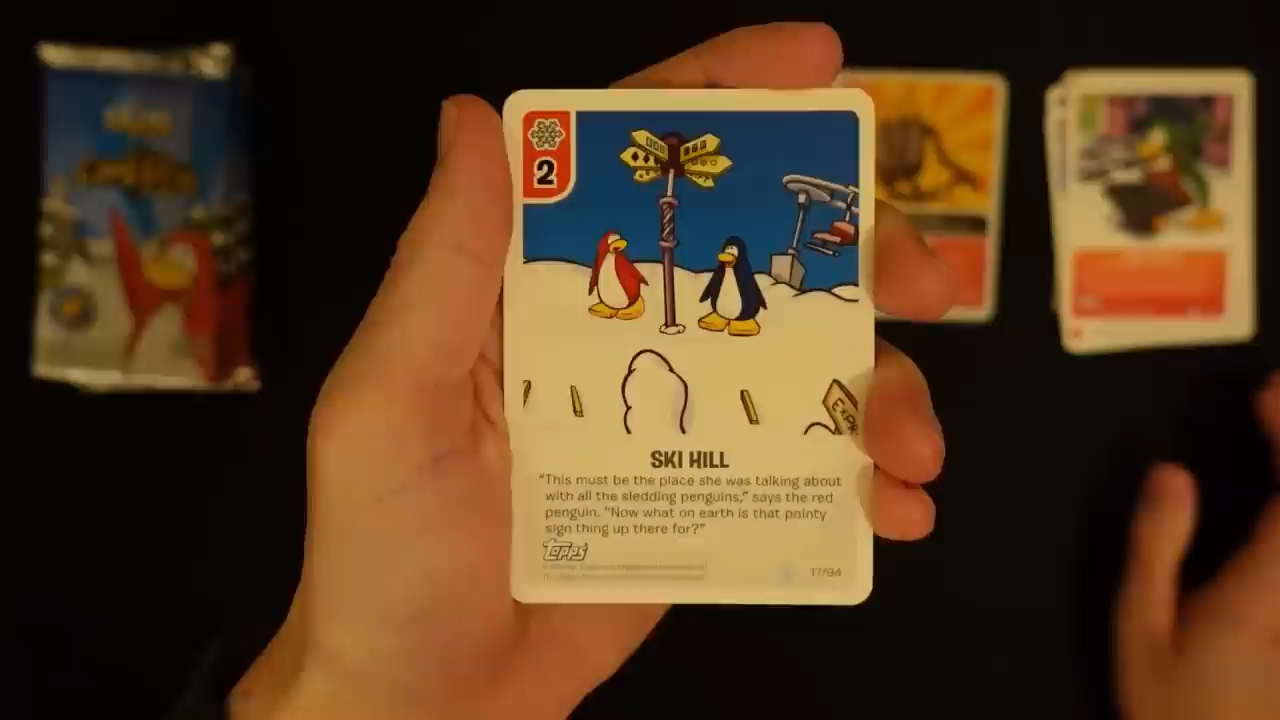 2
EXPR
SKI HILL
"This must be the place she was talking about
with all the sledding penguins," says the red
penguin. "Now what on earth is that pointy
sign thing up there for?"
Topps
17/94